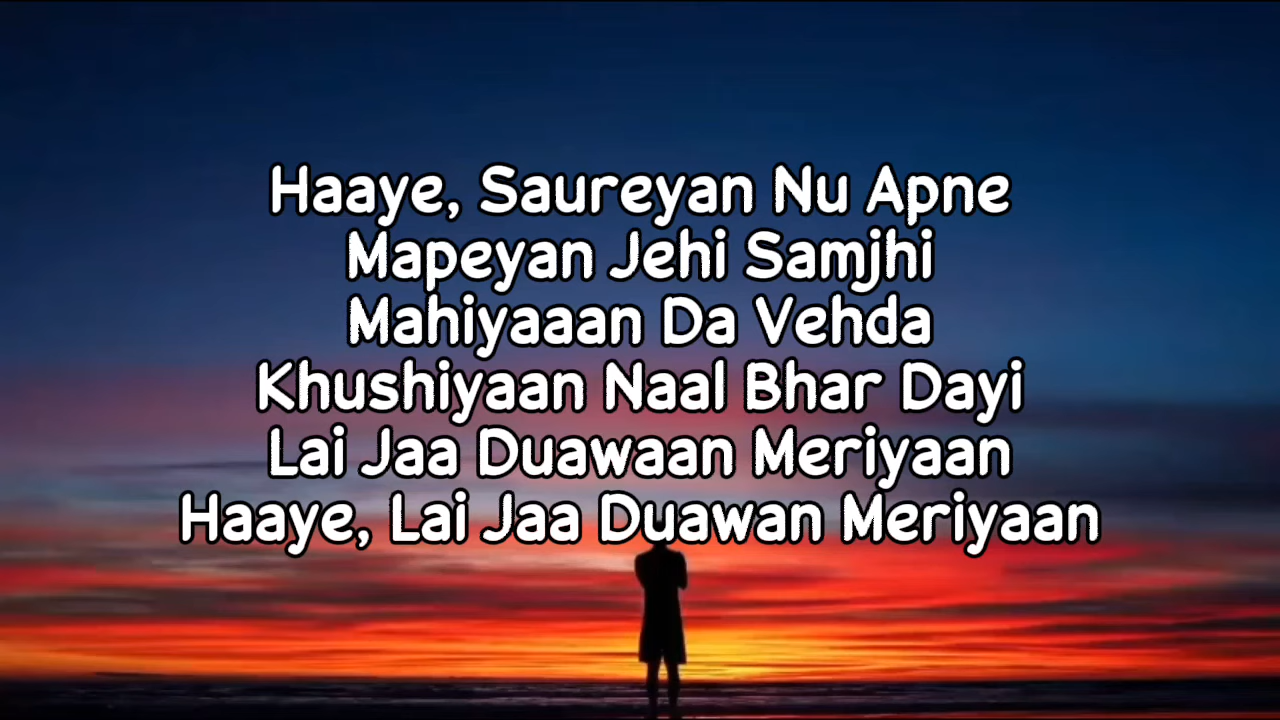 Haaye, Saureyan Nu Apne
Mapeyan Jehi Samjhi
Mahiyaaan Da Vehda
Khushiyaan Naal Bhar Dayi
Lai Jaa Duawaan Meriyaan
Haaye, Lai Jaa Duawan Meriyaan